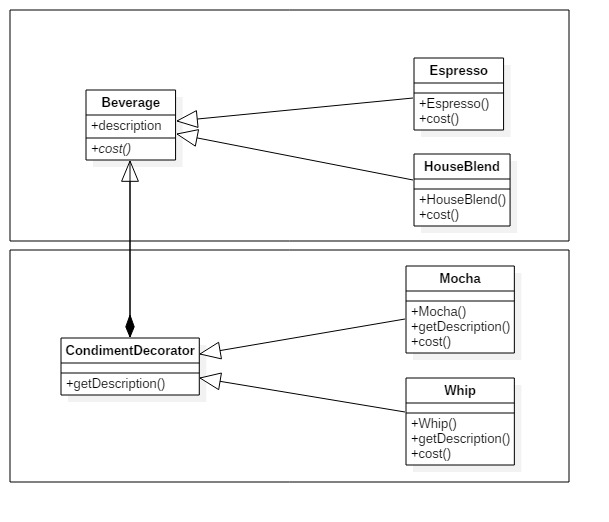 Beverage
+description
+cost()
Espresso
+Espresso()
+cost()
HouseBlend
+HouseBlend()
+cost()
CondimentDecorator
+getDescription()
Mocha
+Mocha()
+getDescription()
+cost()
Whip
+Whip()
+getDescription()
+cost()